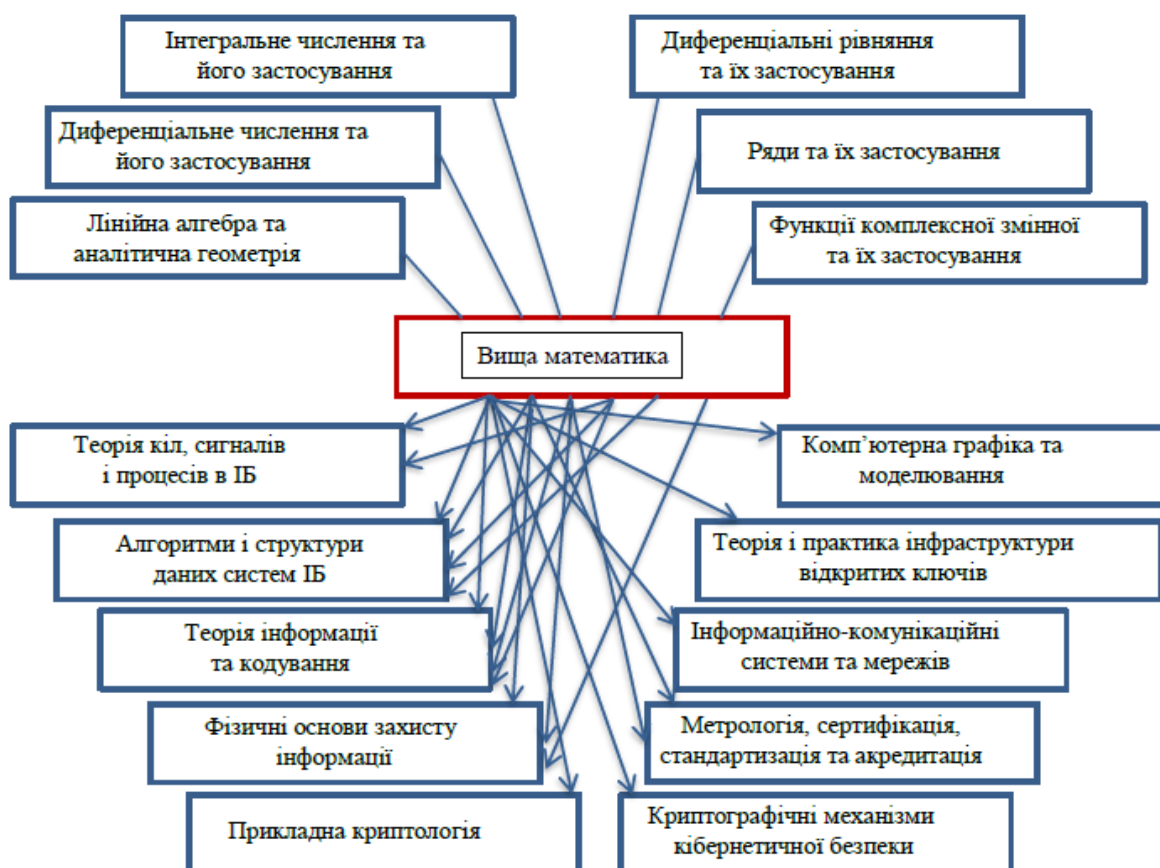 Інтегральне числення та
його застосування
Диференціальні рівняння
та їх застосування
Диференціальне числення та
його застосування
Ряди та їх застосування
Лінійна алгебра та
аналітична геометрія
Функції комплексної змінної
та їх застосування
Вища математика
Теорія кіл, сигналів
і процесів в ІБ
Комп’ютерна графіка та
моделювання
Алгоритми і структури
даних систем ІБ
Теорія і практика інфраструктури
відкритих ключів
Теорія інформації
та кодування
Інформаційно-комунікаційні
системи та мережів
Фізичні основи захисту
інформації
Метрологія, сертифікація,
стандартизація та акредитація
Прикладна криптологія
Криптографічні механізми
кібернетичної безпеки